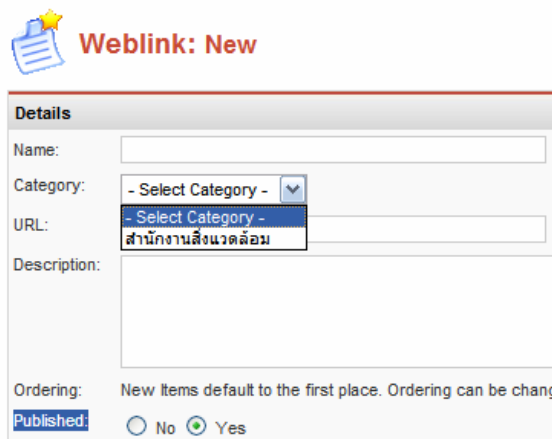 Weblink: New
Details
Name:
Category: - Select Category -
- Select Category -
URL:
สำนักงานสิ่งแวดล้อม
Description:
Ordering: New Items default to the first place. Ordering can be
Published: No Yes